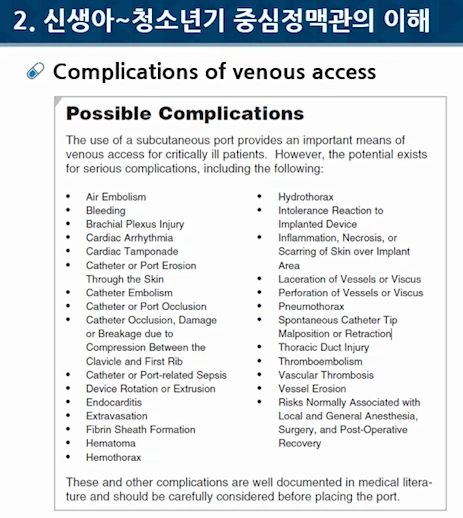 2. 신생아~청소년기 중심정맥관의 이해
Complications of venous access
Possible Complications
The use of a subcutaneous port provides an important means of
venous access for critically ill patients. However, the potential exists
for serious complications, including the following:
• Air Embolism
• Bleeding
• Brachial Plexus Injury
• Cardiac Arrhythmia
• Cardiac Tamponade
• Catheter or Port Erosion
Through the Skin
• Catheter Embolism
• Catheter or Port Occlusion
• Catheter Occlusion, Damage
or Breakage due to
Compression Between the
Clavicle and First Rib
• Catheter or Port-related Sepsis
• Device Rotation or Extrusion
• Endocarditis
• Extravasation
• Fibrin Sheath Formation
• Hematoma
• Hemothorax
• Hydrothorax
• Intolerance Reaction to
Implanted Device
• Inflammation, Necrosis, or
Scarring of Skin over Implant
Area
• Laceration of Vessels or Viscus
• Perforation of Vessels or Viscus
• Pneumothorax
• Spontaneous Catheter Tip
Malposition or Retraction
• Thoracic Duct Injury
• Thromboembolism
• Vascular Thrombosis
• Vessel Erosion
• Risks Normally Associated with
Local and General Anesthesia,
Surgery, and Post-Operative
Recovery
These and other complications are well documented in medical litera-
ture and should be carefully considered before placing the port.